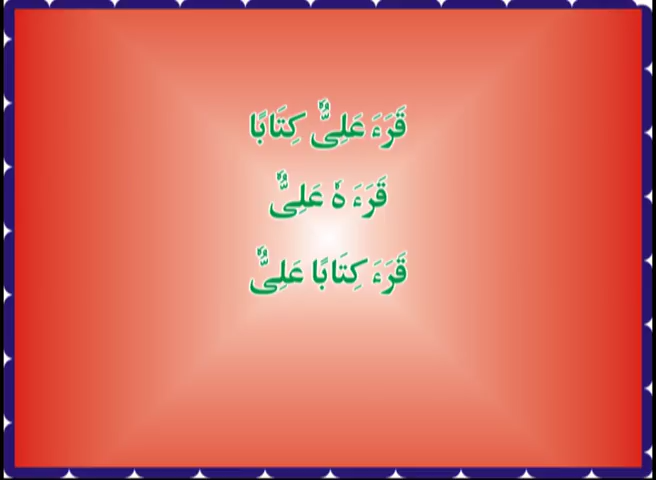 قَرَءَ عَلِیٌّ کِتَابًا
قَرَءَ هٗ عَلِیٌّ
قَرَءَ کِتَابًا عَلِیٌّ